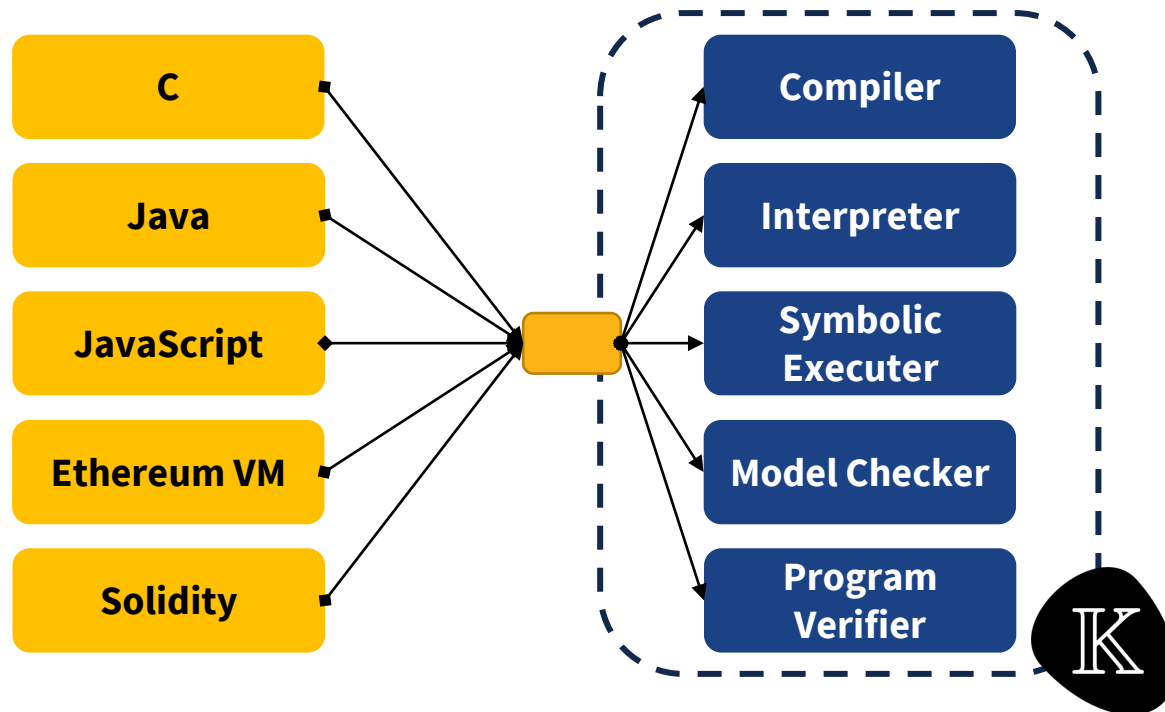 C
Java
JavaScript
Ethereum VM
Solidity
Compiler
Interpreter
Symbolic
Executer
Model Checker
Program
Verifier
𝕂